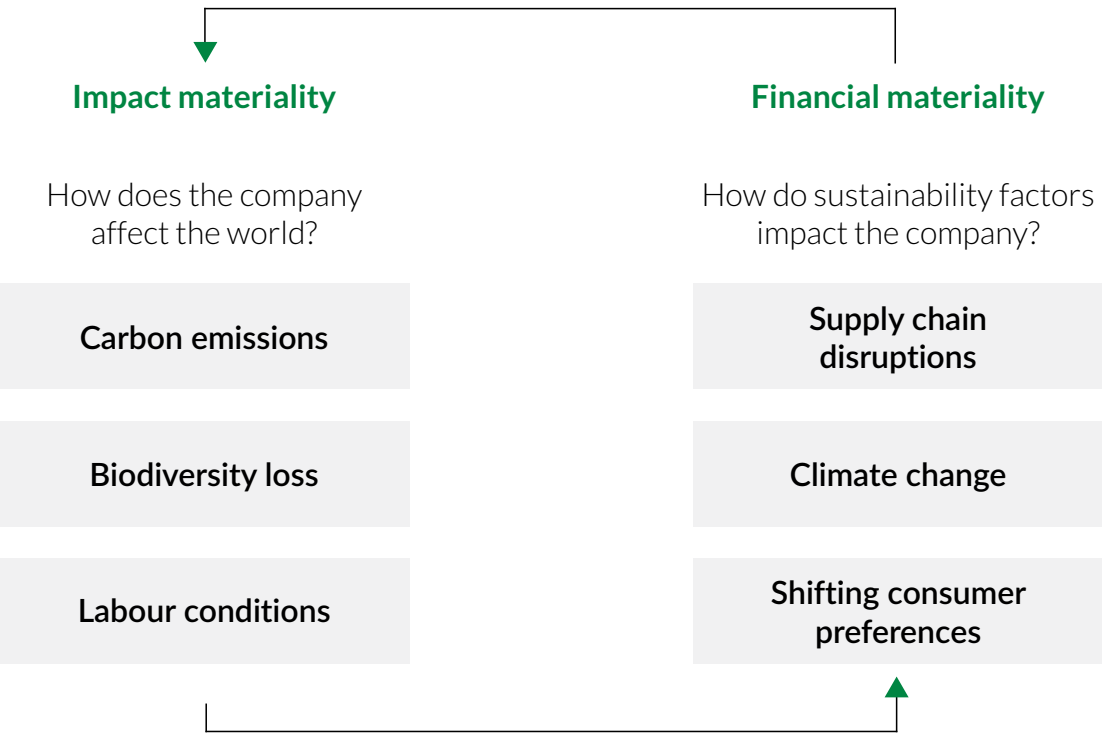 Impact materiality
How does the company
affect the world?
Carbon emissions
Biodiversity loss
Labour conditions
Financial materiality
How do sustainability factors
impact the company?
Supply chain
disruptions
Climate change
Shifting consumer
preferences